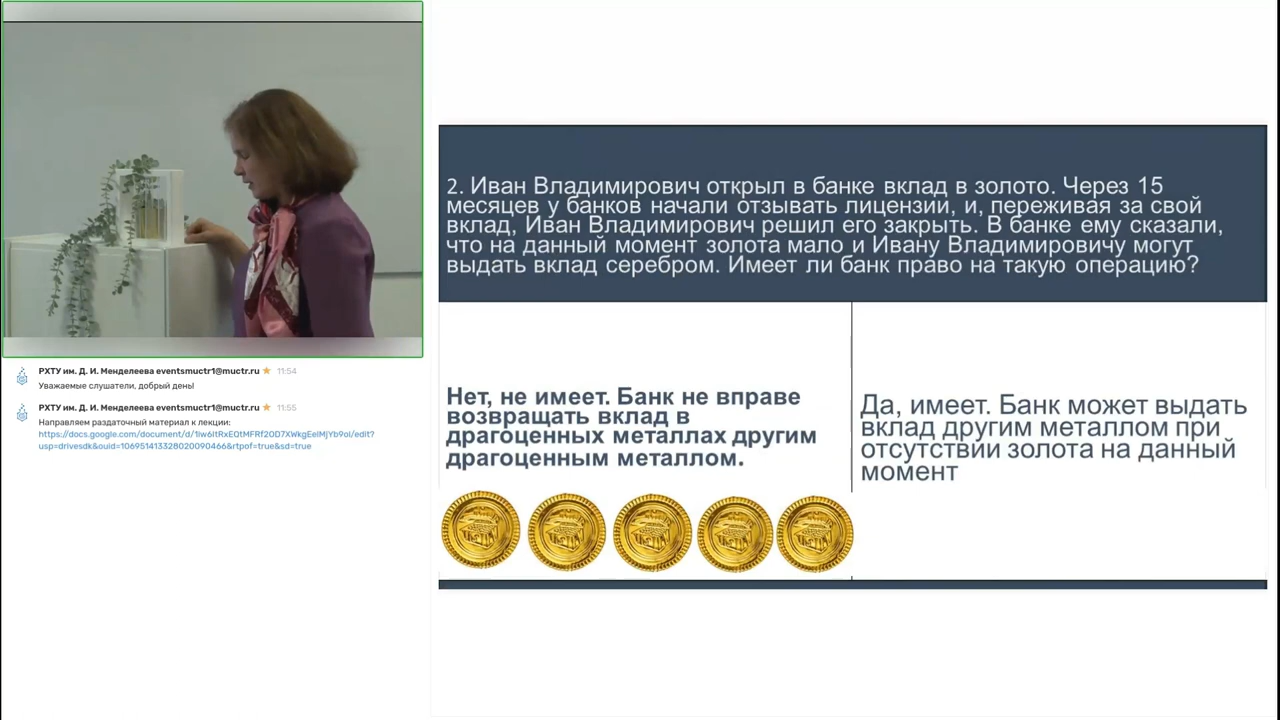 2. Иван Владимирович открыл в банке вклад в золото. Через 15
месяцев у банков начали отзывать лицензии, и, переживая за свой
вклад, Иван Владимирович решил его закрыть. В банке ему сказали,
что на данный момент золота мало и Ивану Владимировичу могут
выдать вклад серебром. Имеет ли банк право на такую операцию?
Нет, не имеет. Банк не вправе
возвращать вклад в
драгоценных металлах другим
драгоценным металлом.
Да, имеет. Банк может выдать
вклад другим металлом при
отсутствии золота на данный
момент
РХТУ им. Д. И. Менделеева eventsmuctr1@muctr.ru 11:54
Уважаемые слушатели, добрый день!
РХТУ им. Д. И. Менделеева eventsmuctr1@muctr.ru 11:55
Направляем раздаточный материал к лекции: